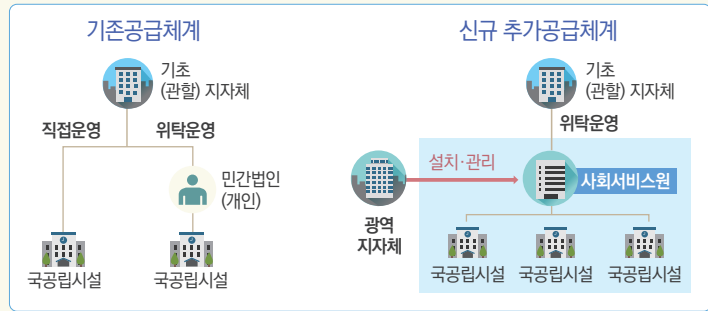 기존공급체계
기초
(관할) 지자체
직접운영
위탁운영
민간법인
(개인)
국공립시설
국공립시설
신규 추가공급체계
기초
(관할) 지자체
위탁운영
설치·관리
사회서비스원
광역
지자체
국공립시설
국공립시설
국공립시설